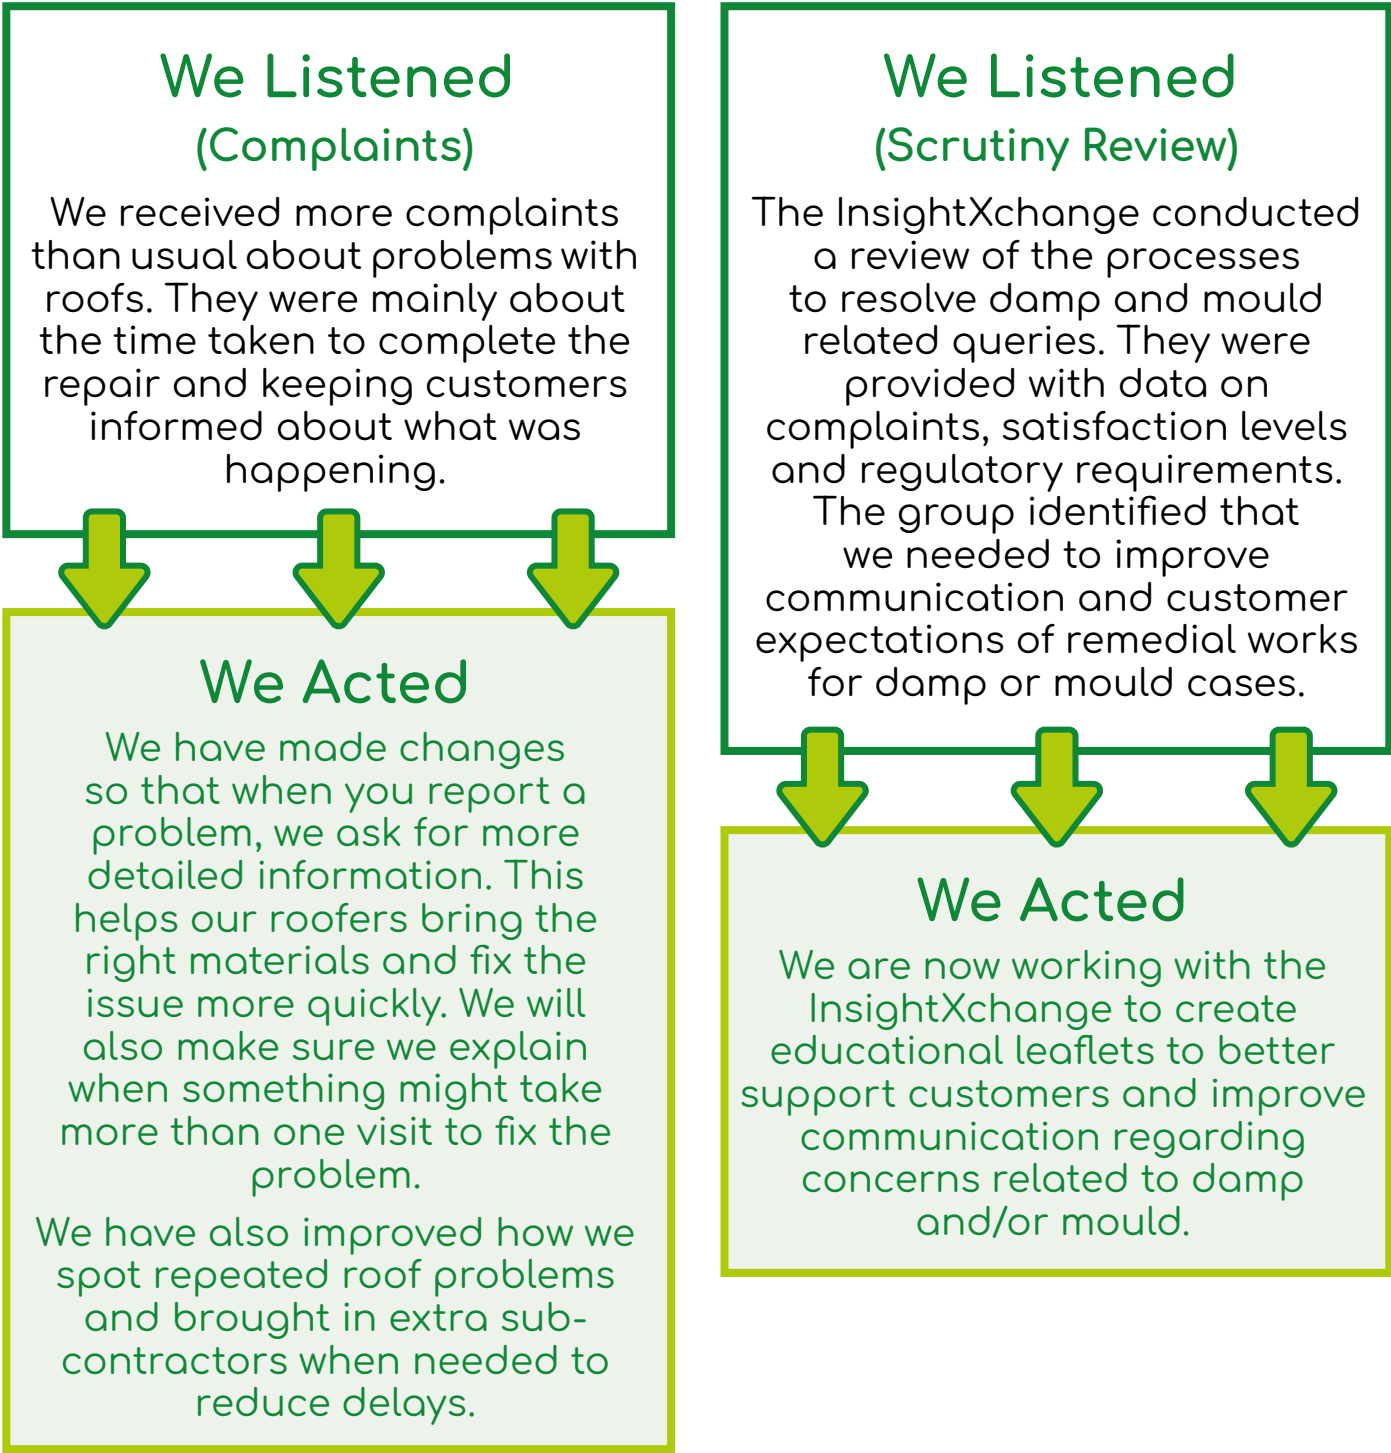 We Listened
(Complaints)
We received more complaints
than usual about problems with
roofs. They were mainly about
the time taken to complete the
repair and keeping customers
informed about what was
happening.
We Acted
We have made changes
so that when you report a
problem, we ask for more
detailed information. This
helps our roofers bring the
right materials and fix the
issue more quickly. We will
also make sure we explain
when something might take
more than one visit to fix the
problem.
We have also improved how we
spot repeated roof problems
and brought in extra sub-
contractors when needed to
reduce delays.
We Listened
(Scrutiny Review)
The InsightXchange conducted
a review of the processes
to resolve damp and mould
related queries. They were
provided with data on
complaints, satisfaction levels
and regulatory requirements.
The group identified that
we needed to improve
communication and customer
expectations of remedial works
for damp or mould cases.
We Acted
We are now working with the
InsightXchange to create
educational leaflets to better
support customers and improve
communication regarding
concerns related to damp
and/or mould.